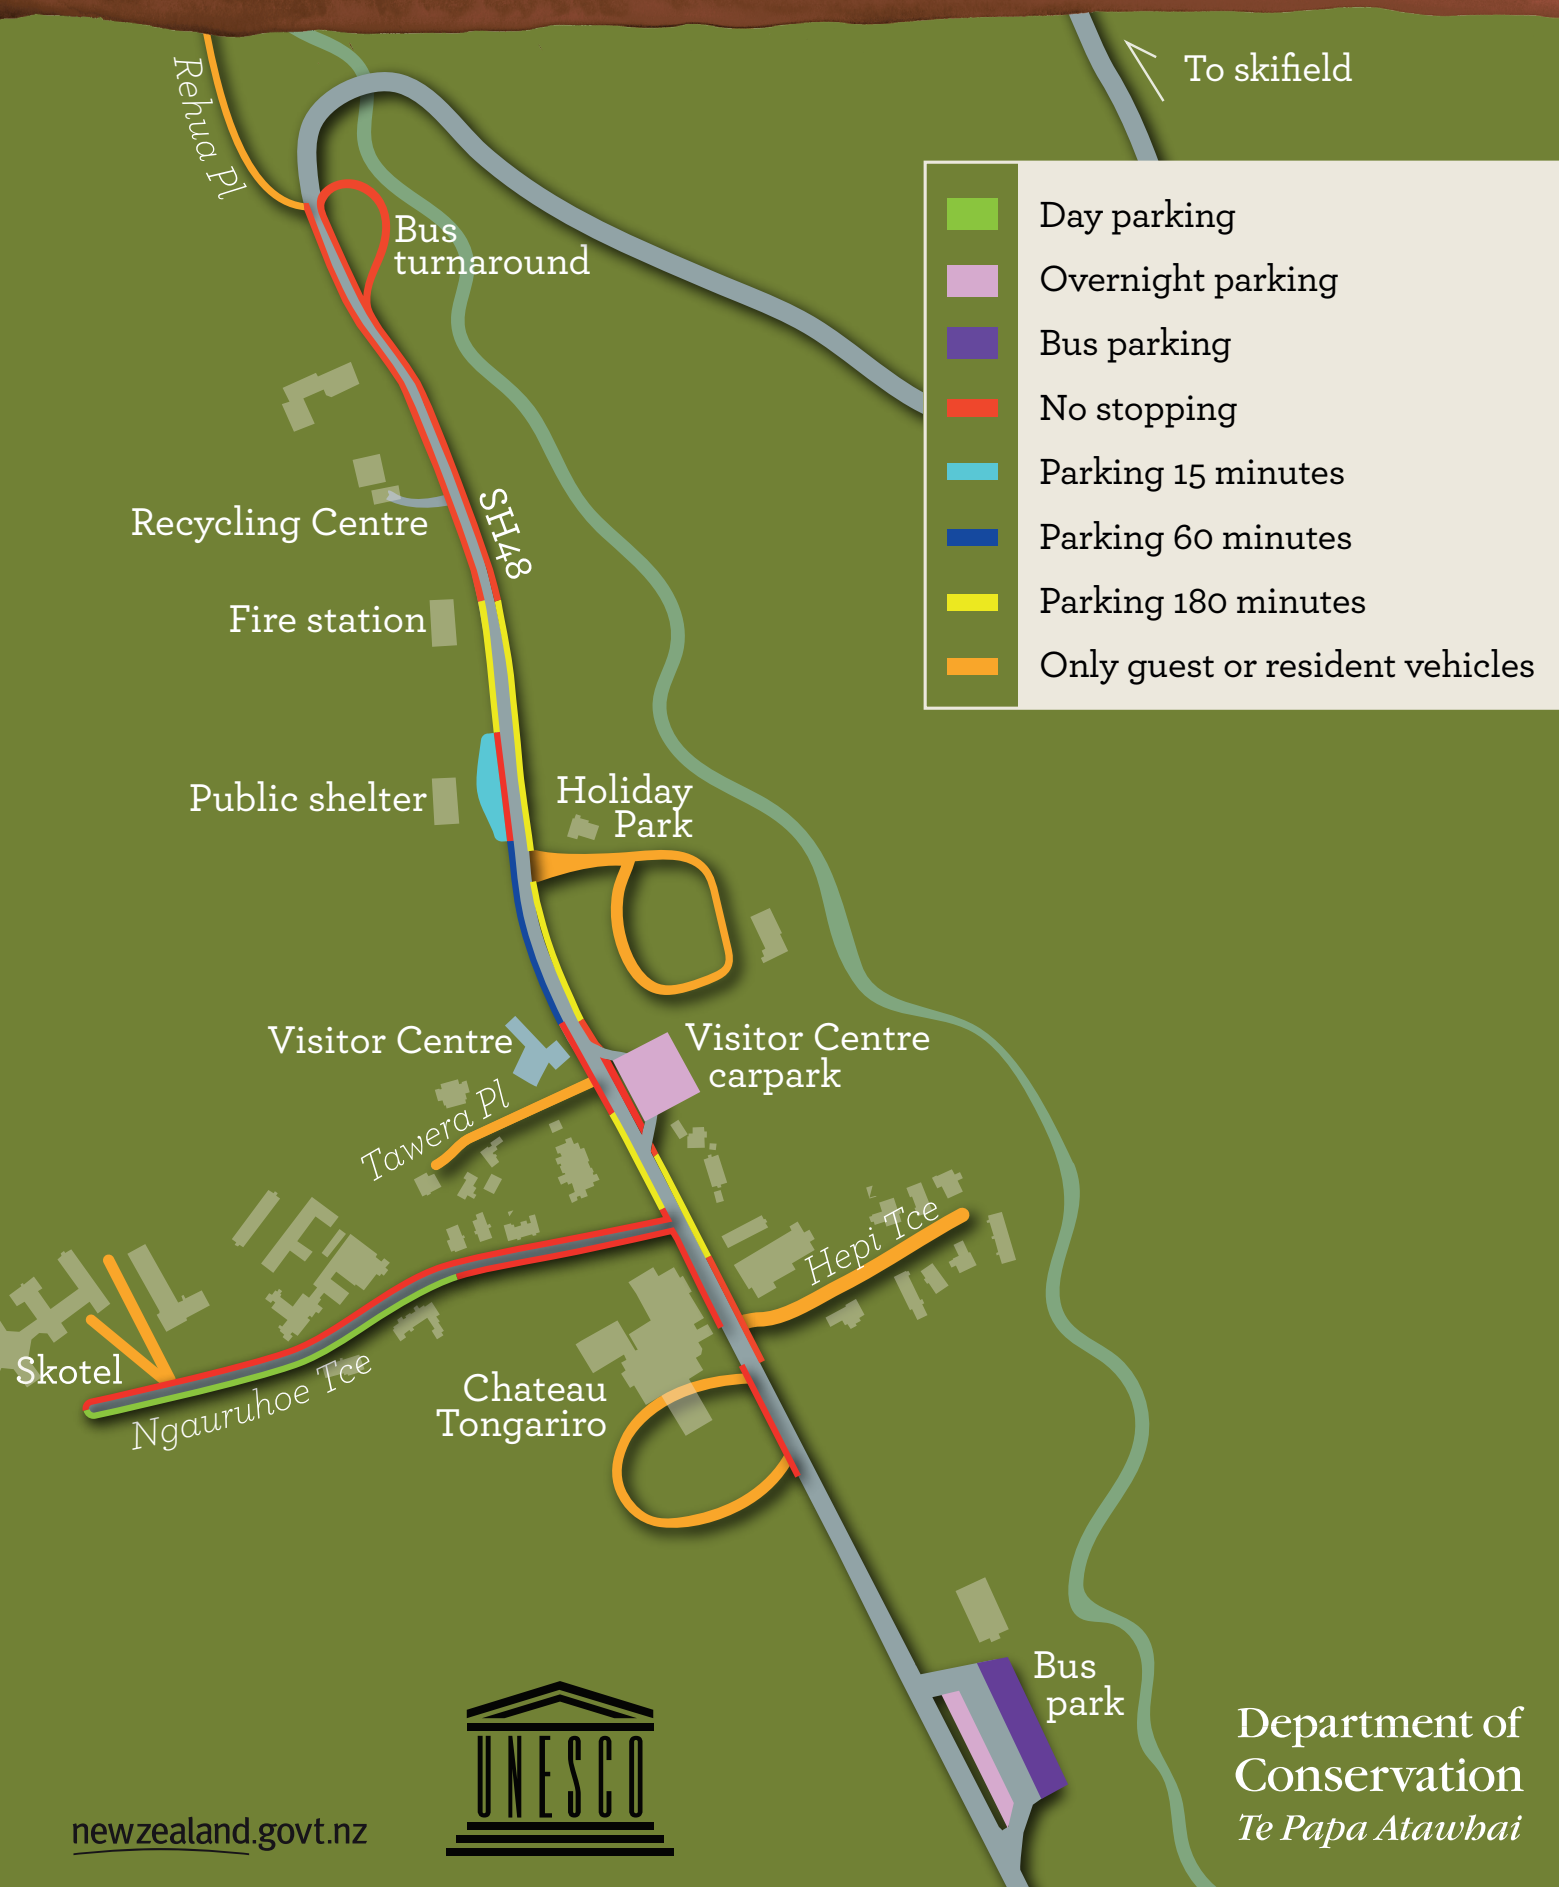 Rehua Pl
To skifield
Bus
turnaround
Day parking
Overnight parking
Bus parking
No stopping
Parking 15 minutes
Parking 60 minutes
Parking 180 minutes
Only guest or resident vehicles
SH48
Recycling Centre
Fire station
Public shelter
Holiday
Park
Visitor Centre
Visitor Centre
carpark
Tawera Pl
Hepi Tce
Skotel
Ngauruhoe Tce
Chateau
Tongariro
Bus
park
UNESCO
newzealand.govt.nz
Department of
Conservation
Te Papa Atawhai